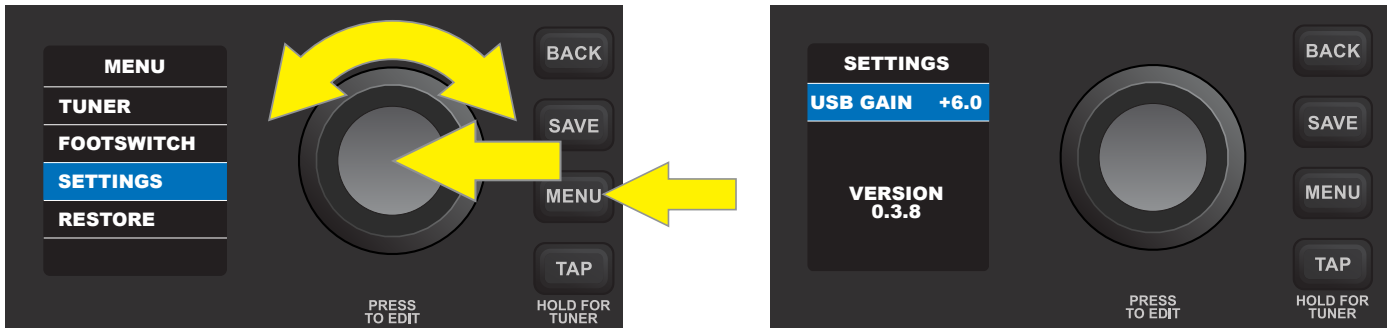 MENU
TUNER
FOOTSWITCH
SETTINGS
RESTORE
BACK
SAVE
MENU
TAP
PRESS
TO EDIT
HOLD FOR
TUNER
SETTINGS
USB GAIN +6.0
VERSION
0.3.8
BACK
SAVE
MENU
TAP
PRESS
TO EDIT
HOLD FOR
TUNER